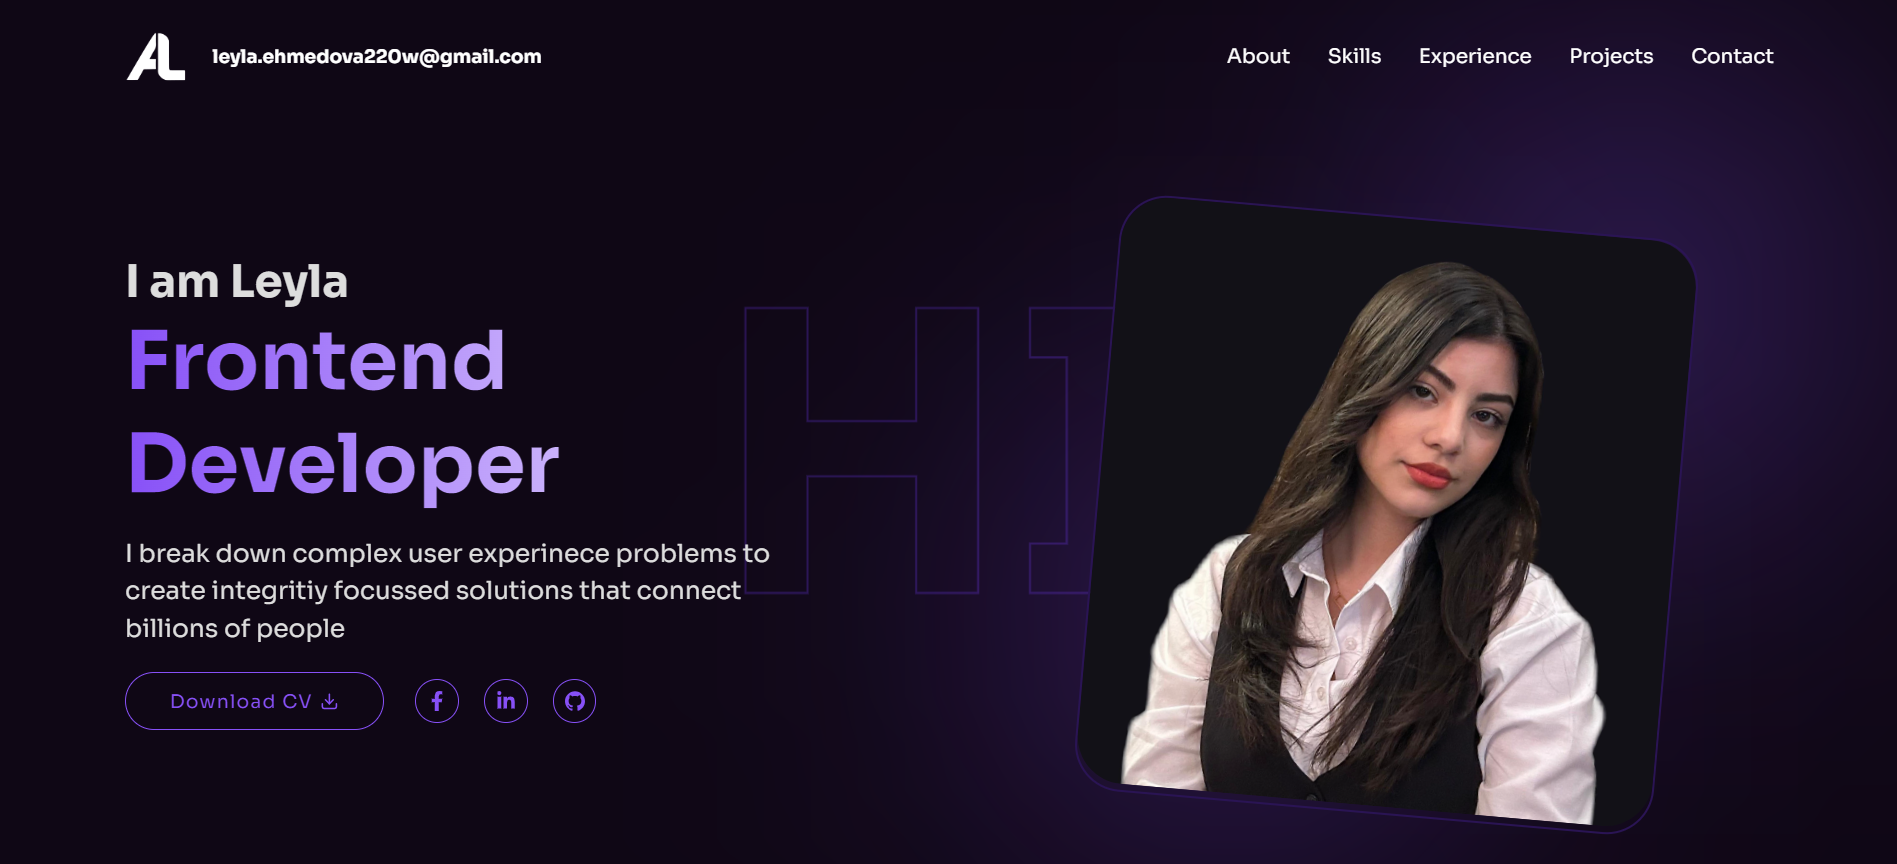 AL
leyla.ehmedova220w@gmail.com
About
Skills
Experience
Projects
Contact
I am Leyla
Frontend
Developer
HI
I break down complex user experinece problems to
create integritiy focussed solutions that connect
billions of people
Download CV
f
in